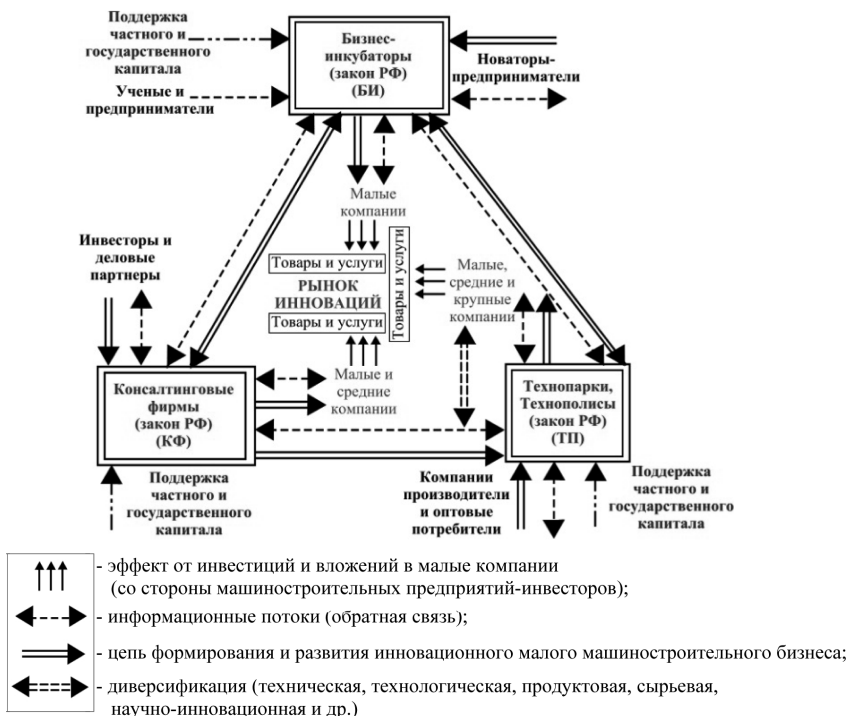 Поддержка
частного и
государственного
капитала
Ученые и
предприниматели
Бизнес-
инкубаторы
(закон РФ)
(БИ)
Новаторы-
предприниматели
Малые
компании
Инвесторы и
деловые
партнеры
Товары и услуги
РЫНОК
ИННОВАЦИЙ
Товары и услуги
Товары и услуги
Малые,
средние и
крупные
компании
Консалтинговые
фирмы
(закон РФ)
(КФ)
Малые и
средние
компании
Технопарки,
Технополисы
(закон РФ)
(ТП)
Поддержка
частного и
государственного
капитала
Компании
производители
и оптовые
потребители
Поддержка
частного и
государственного
капитала
- эффект от инвестиций и вложений в малые компании
(со стороны машиностроительных предприятий-инвесторов);
- информационные потоки (обратная связь);
- цепь формирования и развития инновационного малого машиностроительного бизнеса;
- диверсификация (техническая, технологическая, продуктовая, сырьевая,
научно-инновационная и др.)